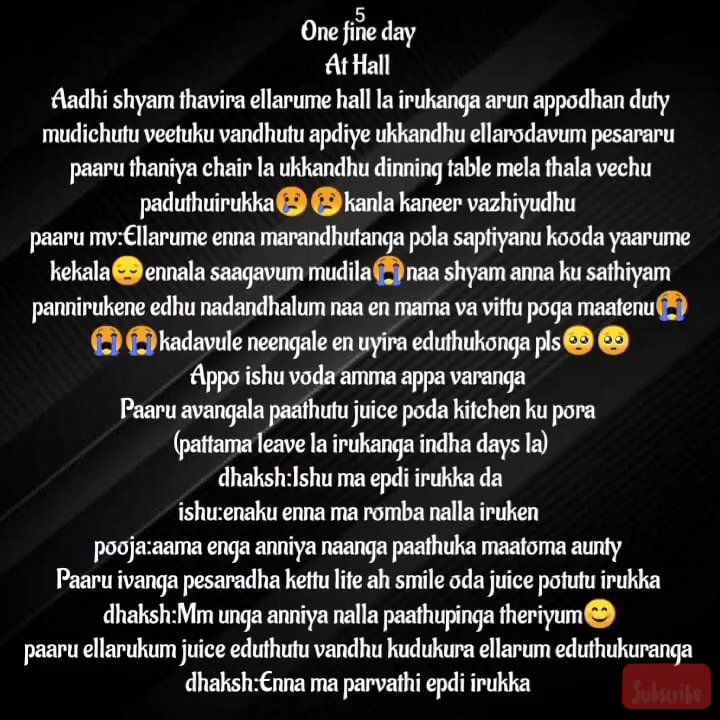 5
One fine day
At Hall
Aadhi shyam thavira ellarume hall la irukanga arun appodhan duty
mudichutu veetuku vandhutu apdiye ukkandhu ellarodavum pesararu
paaru thaniya chair la ukkandhu dinning table mela thala vechu
paduthuirukka😢😢kanla kaneer vazhiyudhu
paaru mv:Ellarume enna marandhutanga pola saptiyanu kooda yaarume
kekala😔ennala saagavum mudila😭naa shyam anna ku sathiyam
pannirukene edhu nadandhalum naa en mama va vittu poga maatenu😭
😭😭kadavule neengale en uyira eduthukonga pls🥺🥺
Appo ishu voda amma appa varanga
Paaru avangala paathutu juice poda kitchen ku pora
(pattama leave la irukanga indha days la)
dhaksh:Ishu ma epdi irukka da
ishu:enaku enna ma romba nalla iruken
pooja:aama enga anniya naanga paathuka maatoma aunty
Paaru ivanga pesaradha kettu lite ah smile oda juice potutu irukka
dhaksh:Mm unga anniya nalla paathupinga theriyum😊
paaru ellarukum juice eduthutu vandhu kudukura ellarum eduthukuranga
dhaksh:Enna ma parvathi epdi irukka
Subscribe